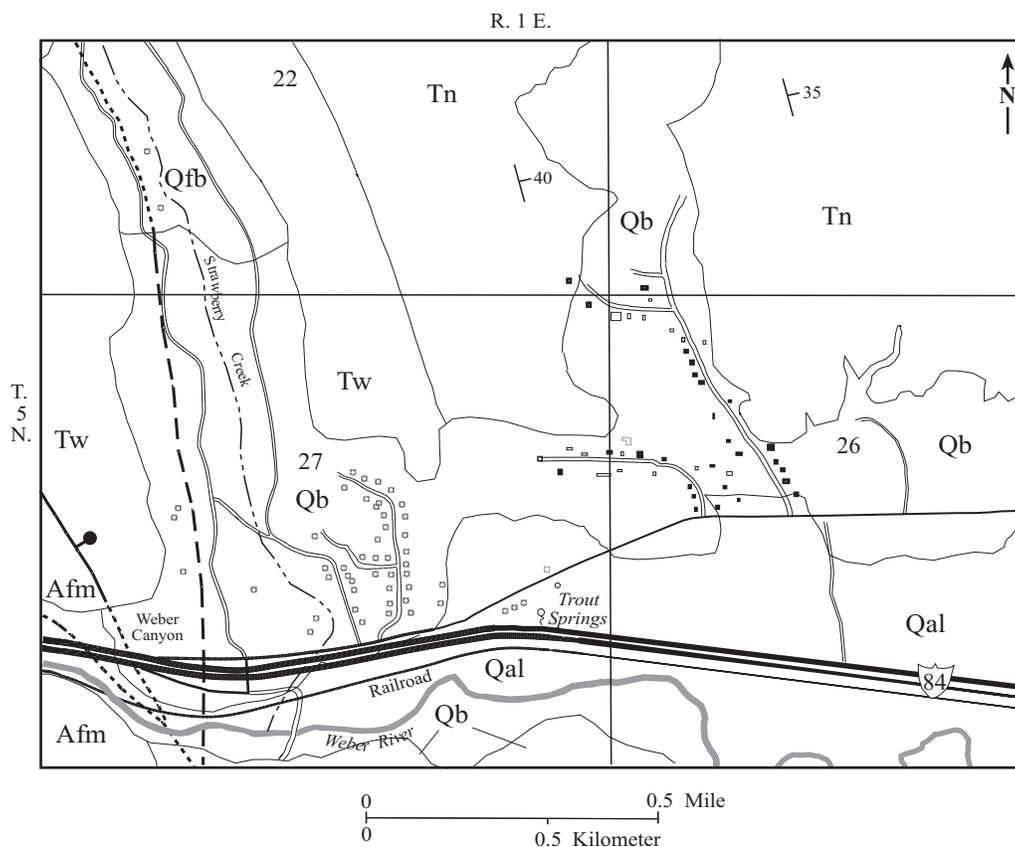 R. 1 E.
22
Tn
35
N
Qfb
40
Qb
Tn
Strawberry
Creek
T.
5
N.
Tw
Tw
27
Qb
26
Qb
Afm
Weber
Canyon
Trout
Springs
Qal
Railroad
Qal
84
Afm
Weber River
Qb
0
0.5 Mile
0
0.5 Kilometer